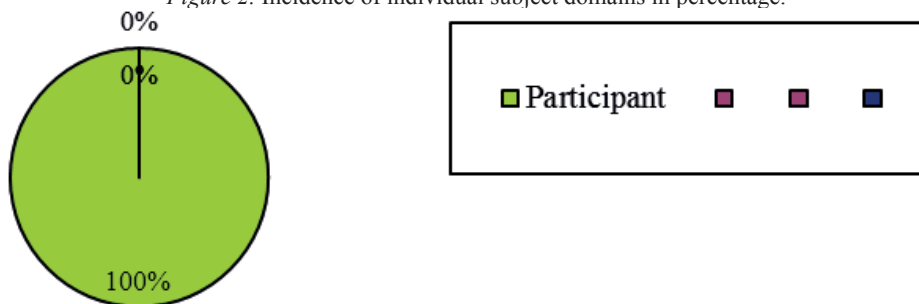 Figure 2. Incidence of individual subject domains in percentage.
0%
0%
100%
Participant